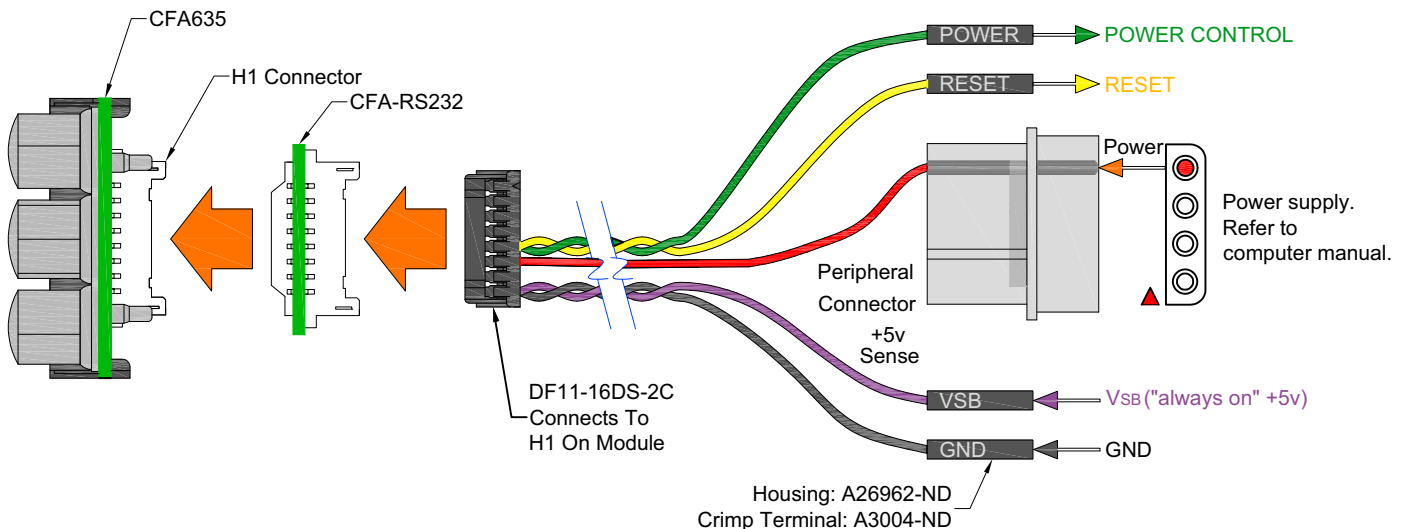 CFA635
H1 Connector
CFA-RS232
POWER
POWER CONTROL
RESET
RESET
Power
Power supply.
Refer to
computer manual.
Peripheral
Connector
+5v
Sense
DF11-16DS-2C
Connects To
H1 On Module
VSB
VSB ("always on" +5v)
GND
GND
Housing: A26962-ND
Crimp Terminal: A3004-ND